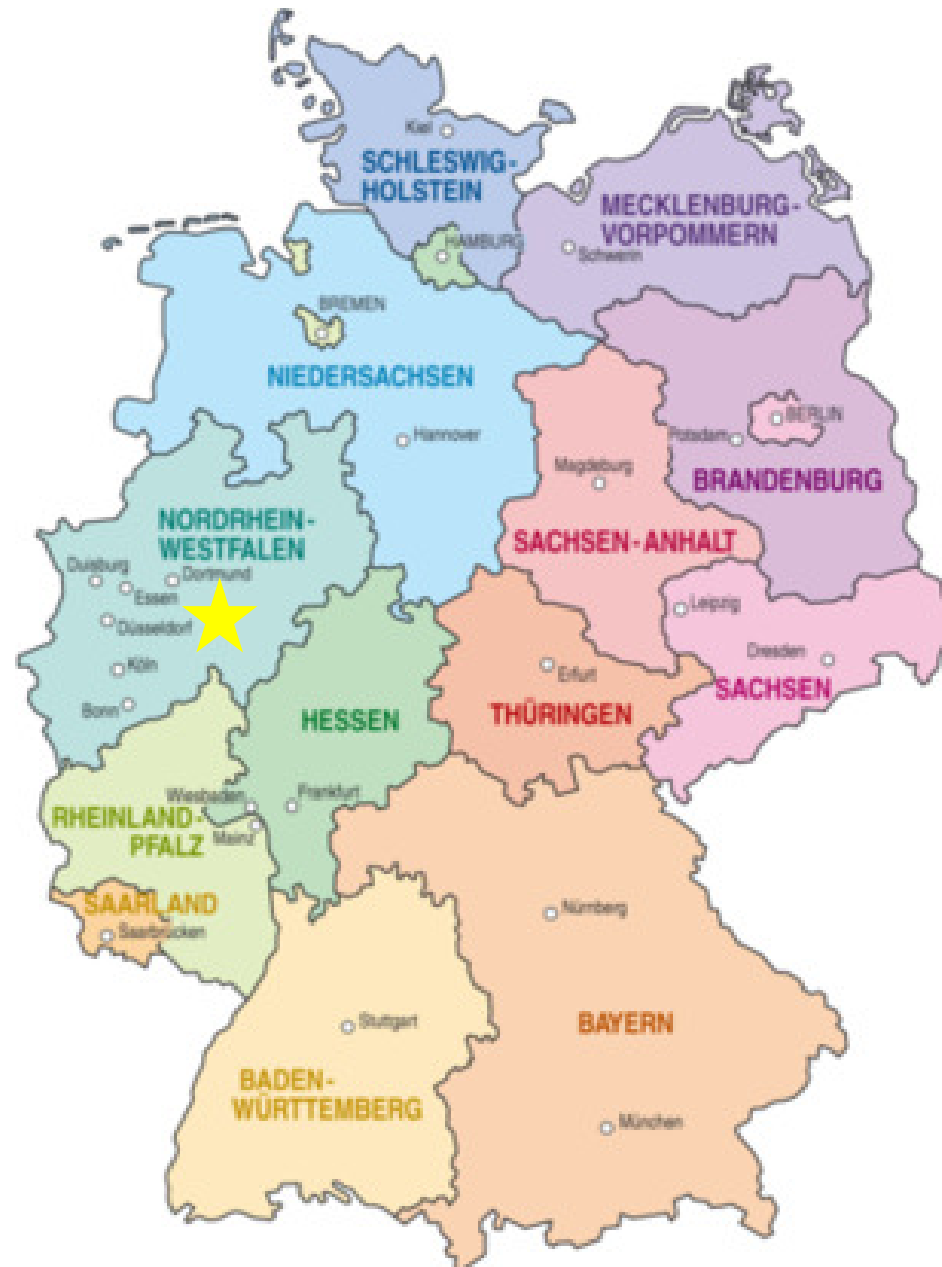 Kiel
SCHLESWIG-
HOLSTEIN
MECKLENBURG-
VORPOMMERN
HAMBURG
Schwerin
BREMEN
NIEDERSACHSEN
BERLIN
Potsdam
Hannover
Magdeburg
BRANDENBURG
NORDRHEIN-
WESTFALEN
SACHSEN-ANHALT
Duisburg
Dortmund
Essen
Leipzig
Düsseldorf
Dresden
Köln
Erfurt
SACHSEN
Bonn
HESSEN
THÜRINGEN
Wiesbaden
Frankfurt
RHEINLAND-
PFALZ
Mainz
SAARLAND
Nürnberg
Saarbrücken
Stuttgart
BAYERN
BADEN-
WÜRTTEMBERG
München